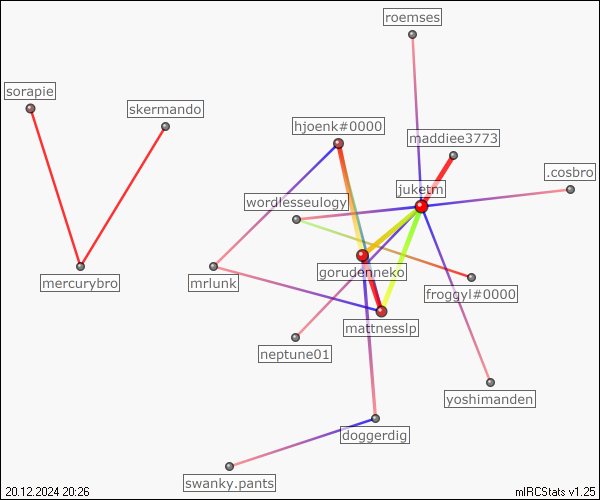 roemses
sorapie
skermando
hjoenk#0000
maddiee3773
.cosbro
juketm
wordlesseulogy
gorudenneko
mercurybro
mrlunk
froggyl#0000
mattnesslp
neptune01
yoshimanden
doggerdig
swanky.pants
20.12.2024 20:26
mIRCStats v1.25